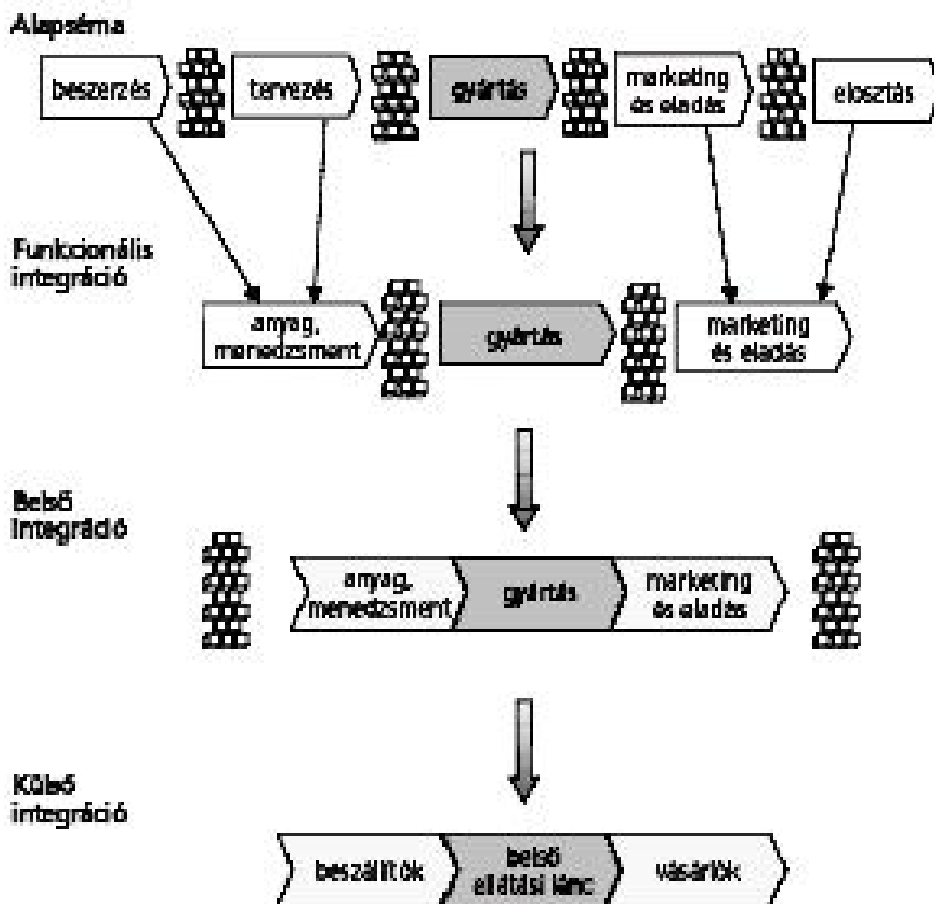 Alapséma
beszerzés
tervezés
gyártás
marketing
és eladás
elosztás
Funkcionális
integráció
anyag,
menedzsment
gyártás
marketing
és eladás
Belső
integráció
anyag,
menedzsment
gyártás
marketing
és eladás
Külső
integráció
beszállítók
belső
ellátási lánc
vásárlók